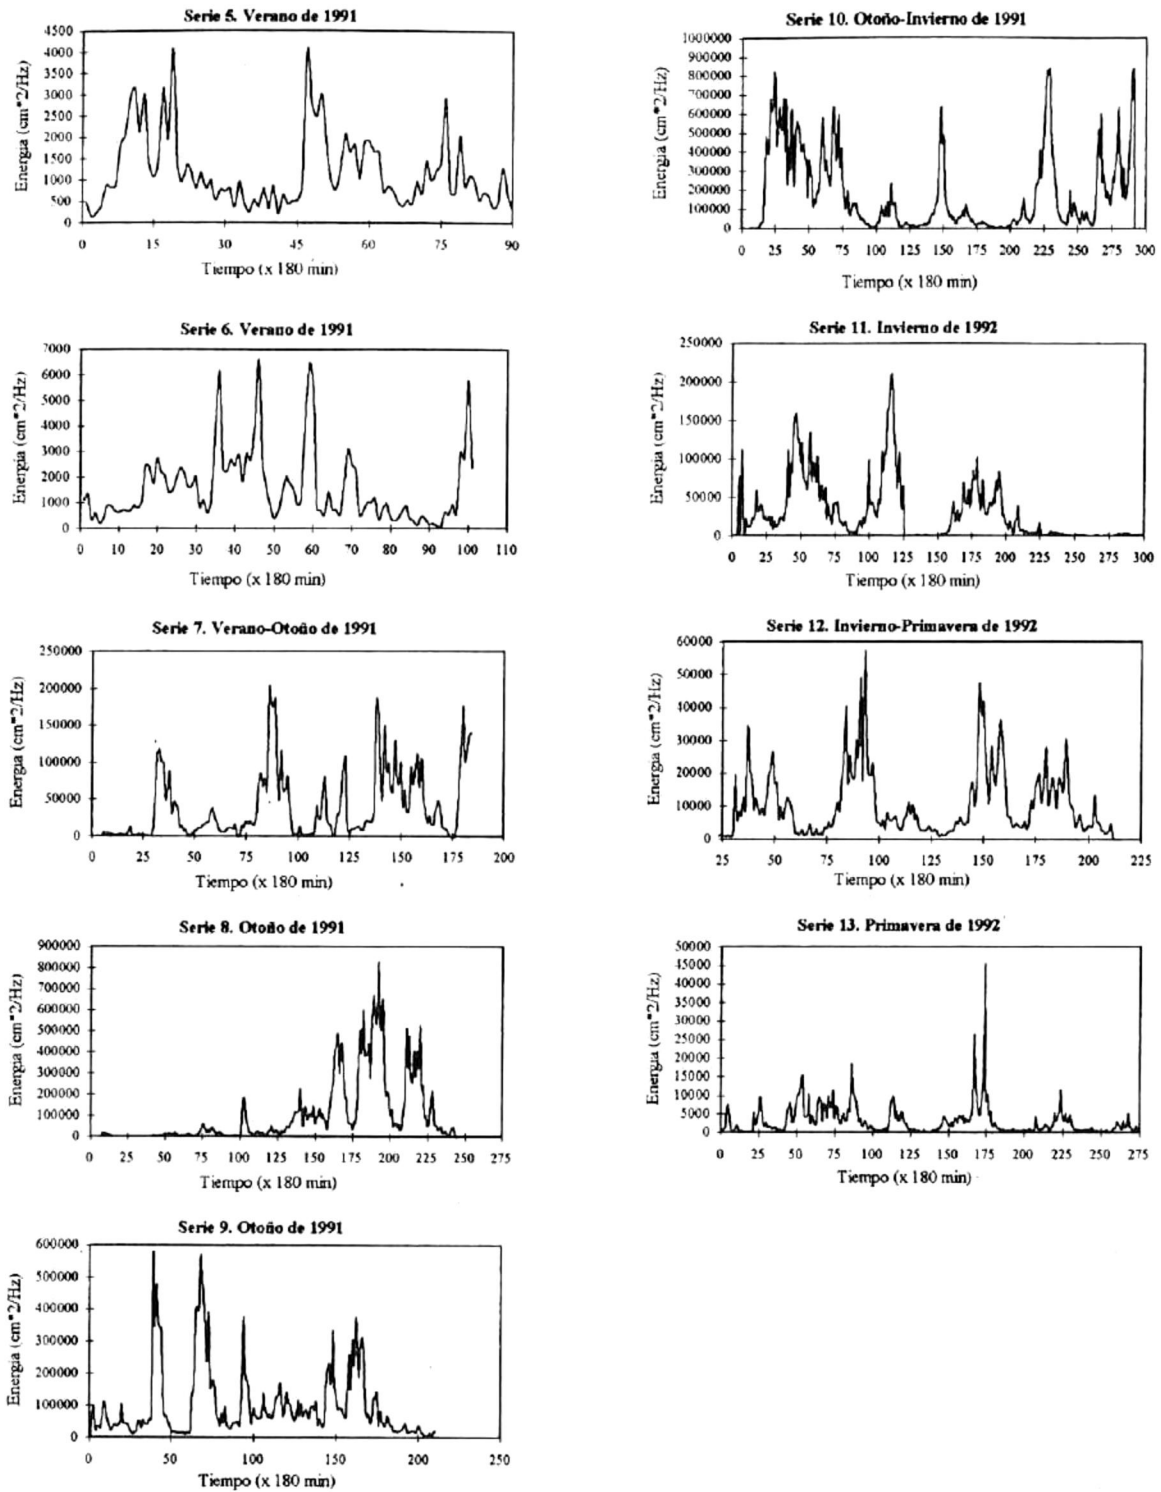 Serie 5. Verano de 1991
Energia (cm*2/Hz)
4500
4000
3500
3000
2500
2000
1500
1000
500
0
0 15 30 45 60 75 90
Tiempo (x 180 min)
Serie 6. Verano de 1991
Energia (cm*2/Hz)
7000
6000
5000
4000
3000
2000
1000
0
0 10 20 30 40 50 60 70 80 90 100 110
Tiempo (x 180 min)
Serie 7. Verano-Otoño de 1991
Energia (cm*2/Hz)
250000
200000
150000
100000
50000
0
0 25 50 75 100 125 150 175 200
Tiempo (x 180 min)
Serie 8. Otoño de 1991
Energia (cm*2/Hz)
900000
800000
700000
600000
500000
400000
300000
200000
100000
0
0 25 50 75 100 125 150 175 200 225 250 275
Tiempo (x 180 min)
Serie 9. Otoño de 1991
Energia (cm*2/Hz)
600000
500000
400000
300000
200000
100000
0
0 50 100 150 200 250
Tiempo (x 180 min)
Serie 10. Otoño-Invierno de 1991
Energia (cm*2/Hz)
1000000
900000
800000
700000
600000
500000
400000
300000
200000
100000
0
0 25 50 75 100 125 150 175 200 225 250 275 300
Tiempo (x 180 min)
Serie 11. Invierno de 1992
Energia (cm*2/Hz)
250000
200000
150000
100000
50000
0
0 25 50 75 100 125 150 175 200 225 250 275 300
Tiempo (x 180 min)
Serie 12. Invierno-Primavera de 1992
Energia (cm*2/Hz)
60000
50000
40000
30000
20000
10000
0
25 50 75 100 125 150 175 200 225
Tiempo (x 180 min)
Serie 13. Primavera de 1992
Energia (cm*2/Hz)
50000
45000
40000
35000
30000
25000
20000
15000
10000
5000
0
0 25 50 75 100 125 150 175 200 225 250 275
Tiempo (x 180 min)